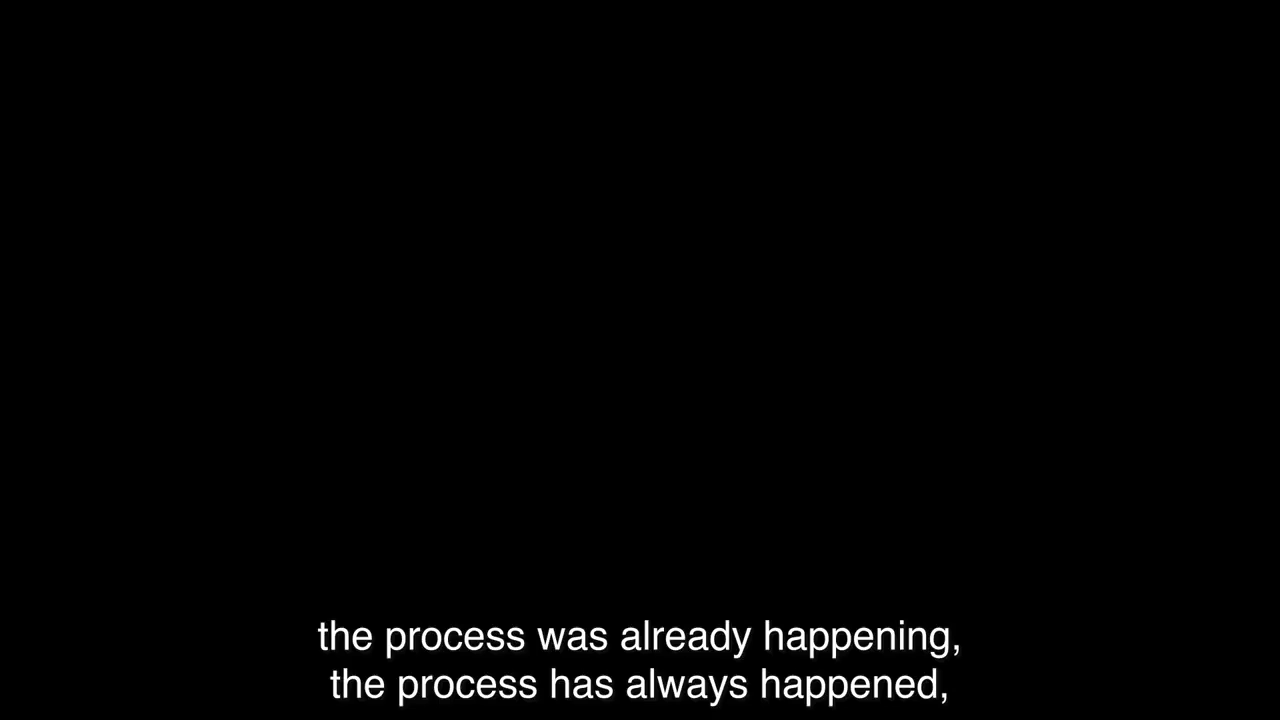 the process was already happening,
the process has always happened,